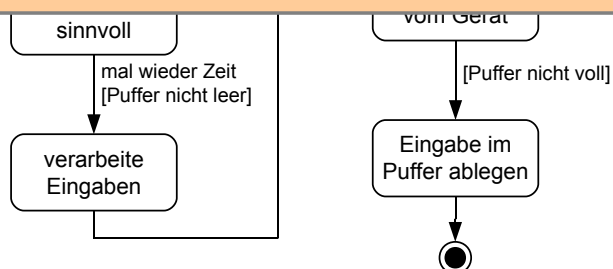 sinnvoll
mal wieder Zeit
[Puffer nicht leer]
verarbeite
Eingaben
vom Gerät
[Puffer nicht voll]
Eingabe im
Puffer ablegen